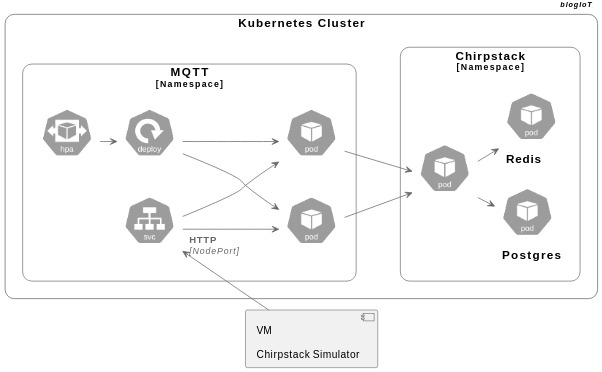 blogIoT
Kubernetes Cluster
MQTT
[Namespace]
Chirpstack
[Namespace]
hpa
deploy
pod
svc
pod
HTTP
[NodePort]
pod
pod
Redis
pod
Postgres
VM
Chirpstack Simulator